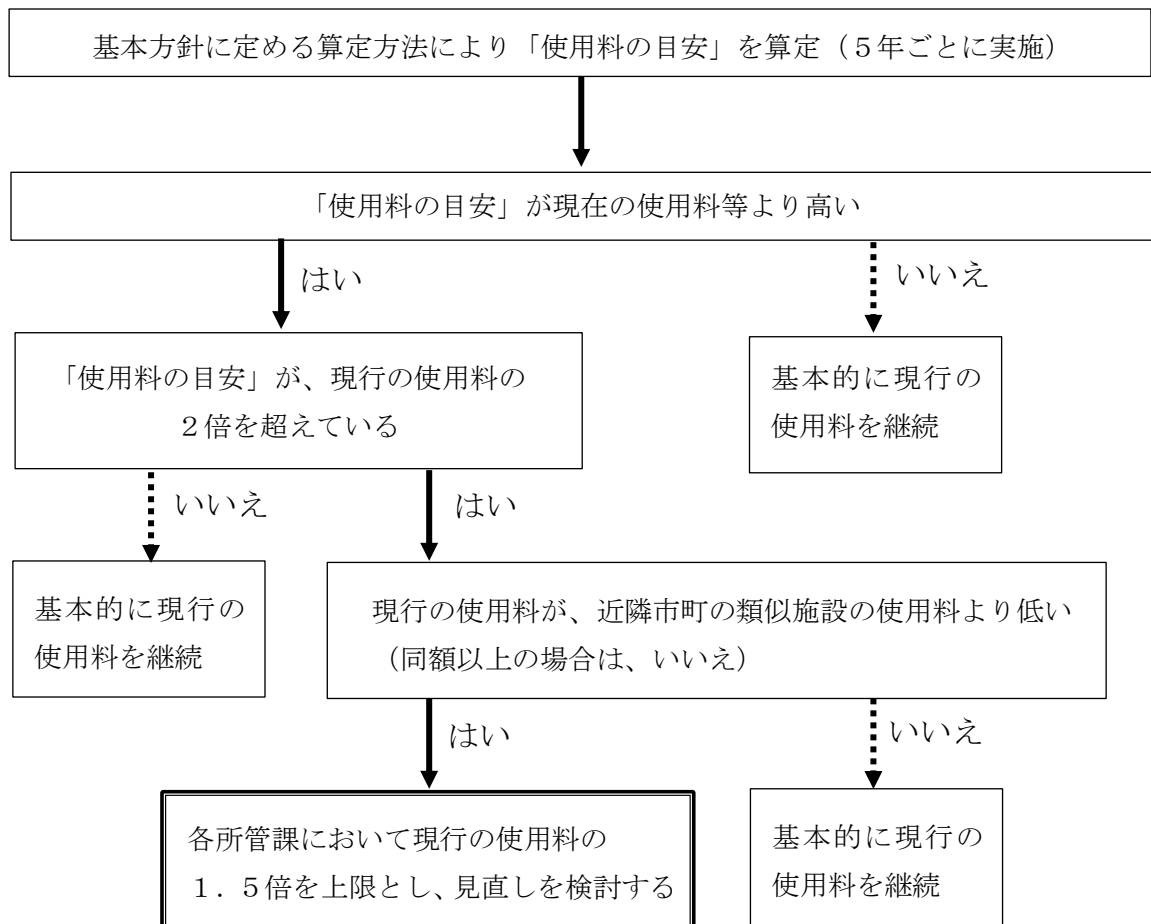 基本方針に定める算定方法により「使用料の目安」を算定（５年ごとに実施）
「使用料の目安」が現在の使用料等より高い
はい
いいえ
「使用料の目安」が、現行の使用料の
２倍を超えている
基本的に現行の
使用料を継続
いいえ
はい
基本的に現行の
使用料を継続
現行の使用料が、近隣市町の類似施設の使用料より低い
（同額以上の場合は、いいえ）
はい
いいえ
各所管課において現行の使用料の
１．５倍を上限とし、見直しを検討する
基本的に現行の
使用料を継続